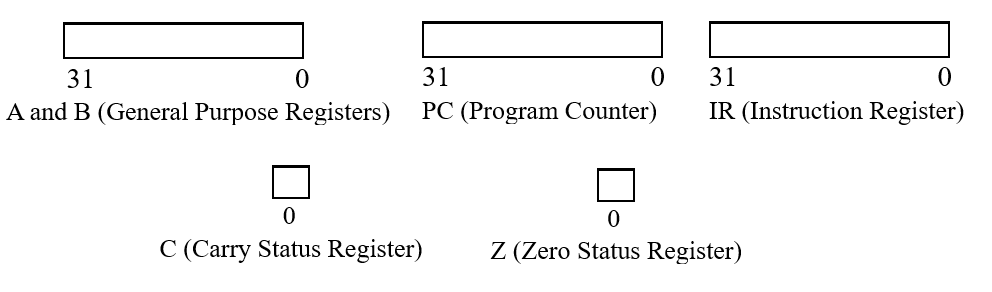 31 0 31 0 31 0
A and B (General Purpose Registers) PC (Program Counter) IR (Instruction Register)
0 0
C (Carry Status Register) Z (Zero Status Register)